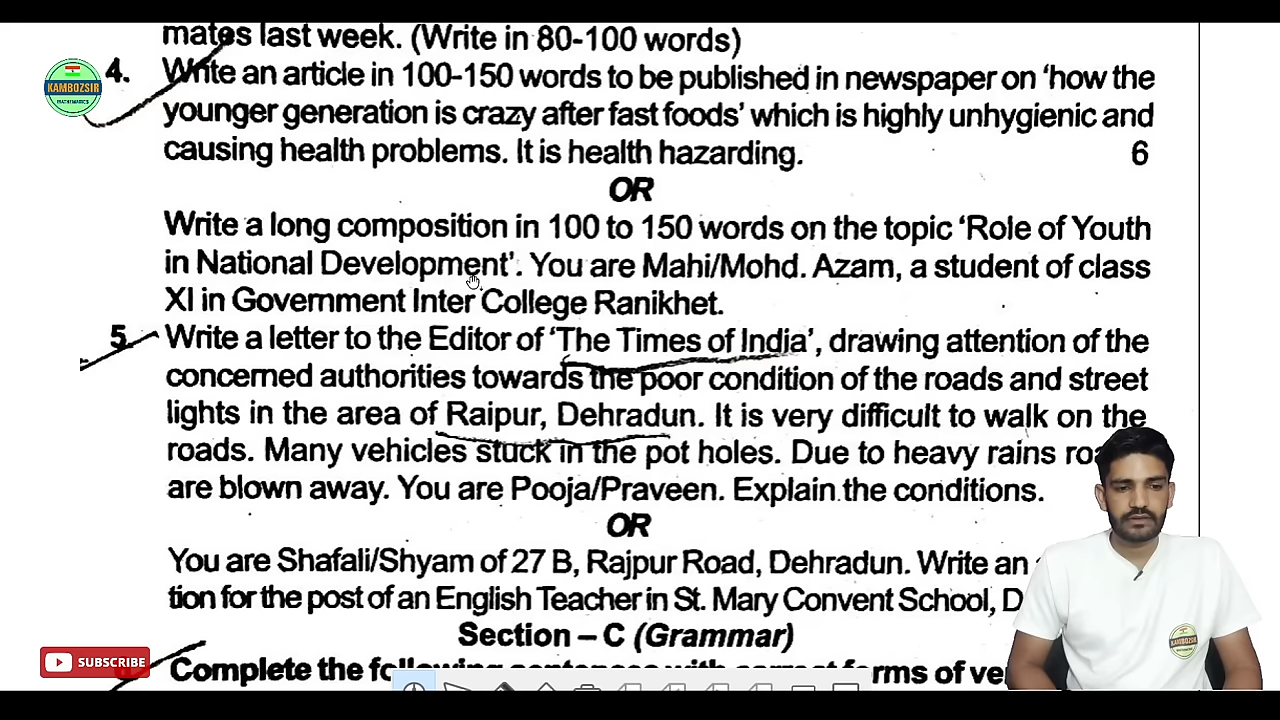 mates last week. (Write in 80-100 words)
KAMBOZSIR
MATHEMATICS
4. Write an article in 100-150 words to be published in newspaper on 'how the
younger generation is crazy after fast foods' which is highly unhygienic and
causing health problems. It is health hazarding. 6
OR
Write a long composition in 100 to 150 words on the topic 'Role of Youth
in National Development'. You are Mahi/Mohd. Azam, a student of class
XI in Government Inter College Ranikhet.
5. Write a letter to the Editor of 'The Times of India', drawing attention of the
concerned authorities towards the poor condition of the roads and street
lights in the area of Raipur, Dehradun. It is very difficult to walk on the
roads. Many vehicles stuck in the pot holes. Due to heavy rains
are blown away. You are Pooja/Praveen. Explain the conditions.
OR
You are Shafali/Shyam of 27 B, Rajpur Road, Dehradun. Write an
tion for the post of an English Teacher in St. Mary Convent School,
Section – C (Grammar)
SUBSCRIBE
Complete the following sentences with correct forms of
KAMBOZSIR